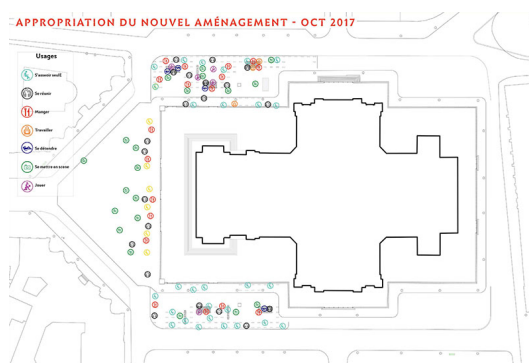 APPROPRIATION DU NOUVEL AMÉNAGEMENT - OCT 2017
Usages
S'asseoir seul
Se réunir
Manger
Travailler
Se détendre
Se mettre en scène
Jouer